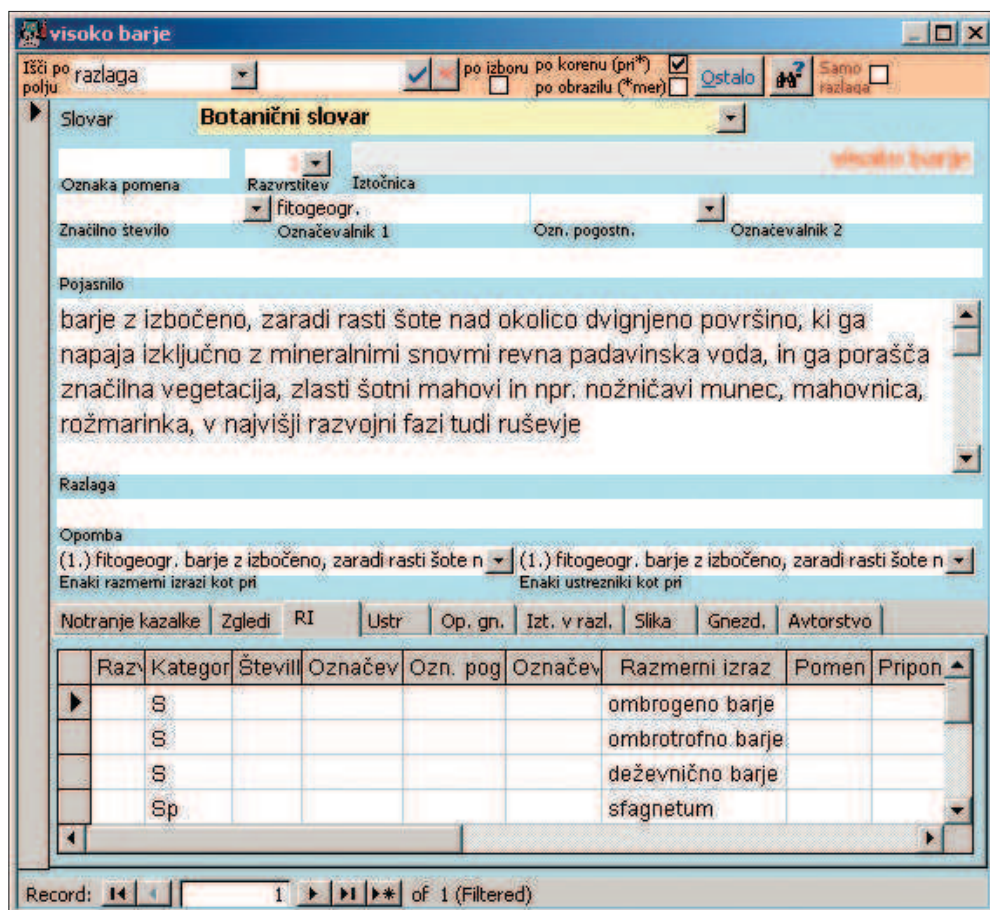 visoko barje
Išči po polju razlaga po izboru po korenu (pri*) po obrazilu (*mer) Ostalo Samo razlaga
Slovar Botanični slovar
visoko barje
Oznaka pomena Razvrstitev Iztočnica
fitogeogr.
Značilno število Označevalnik 1 Ozn. pogostn. Označevalnik 2
Pojasnilo
barje z izbočeno, zaradi rasti šote nad okolico dvignjeno površino, ki ga
napaja izključno z mineralnimi snovmi revna padavinska voda, in ga porašča
značilna vegetacija, zlasti šotni mahovi in npr. nožničavi munec, mahovnica,
rožmarinka, v najvišji razvojni fazi tudi ruševje
Razlaga
Opomba
(1.) fitogeogr. barje z izbočeno, zaradi rasti šote n (1.) fitogeogr. barje z izbočeno, zaradi rasti šote n
Enaki razmerni izrazi kot pri Enaki ustrezniki kot pri
Notranje kazalke Zgledi RI Ustr Op. gn. Izt. v razl. Slika Gnezd. Avtorstvo
Razv Kategor Števill Označev Ozn. pog Označev Razmerni izraz Pomen Pripon
S ombrogeno barje
S ombrotrofno barje
S deževnično barje
Sp sfagnetum
Record: 1 of 1 (Filtered)